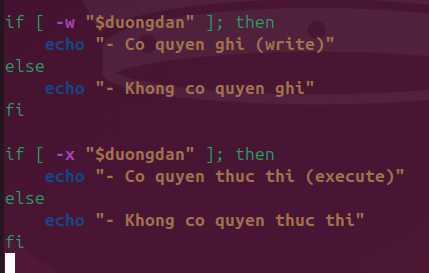 if [ -w "$duongdan" ]; then
    echo "- Co quyen ghi (write)"
else
    echo "- Khong co quyen ghi"
fi

if [ -x "$duongdan" ]; then
    echo "- Co quyen thuc thi (execute)"
else
    echo "- Khong co quyen thuc thi"
fi